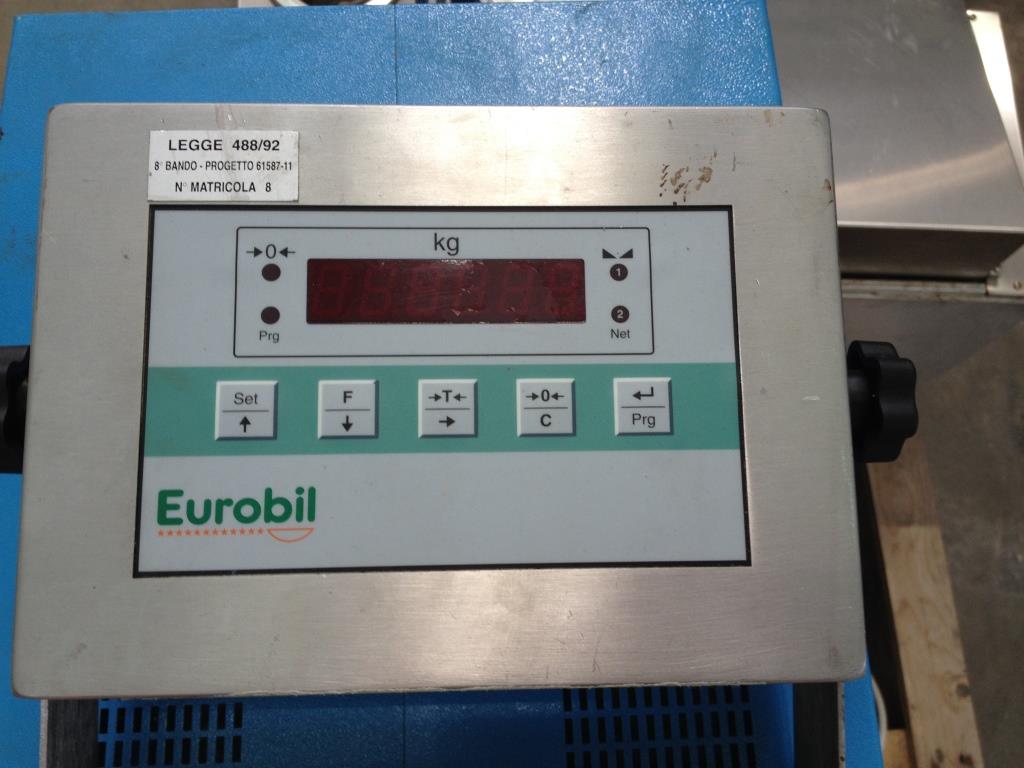 LEGGE 488/92
8° BANDO - PROGETTO 61587-11
N° MATRICOLA 8
kg
→0←
1
Prg
2
Net
Set
↑
F
↓
→T←
→
→0←
C
↵
Prg
Eurobil